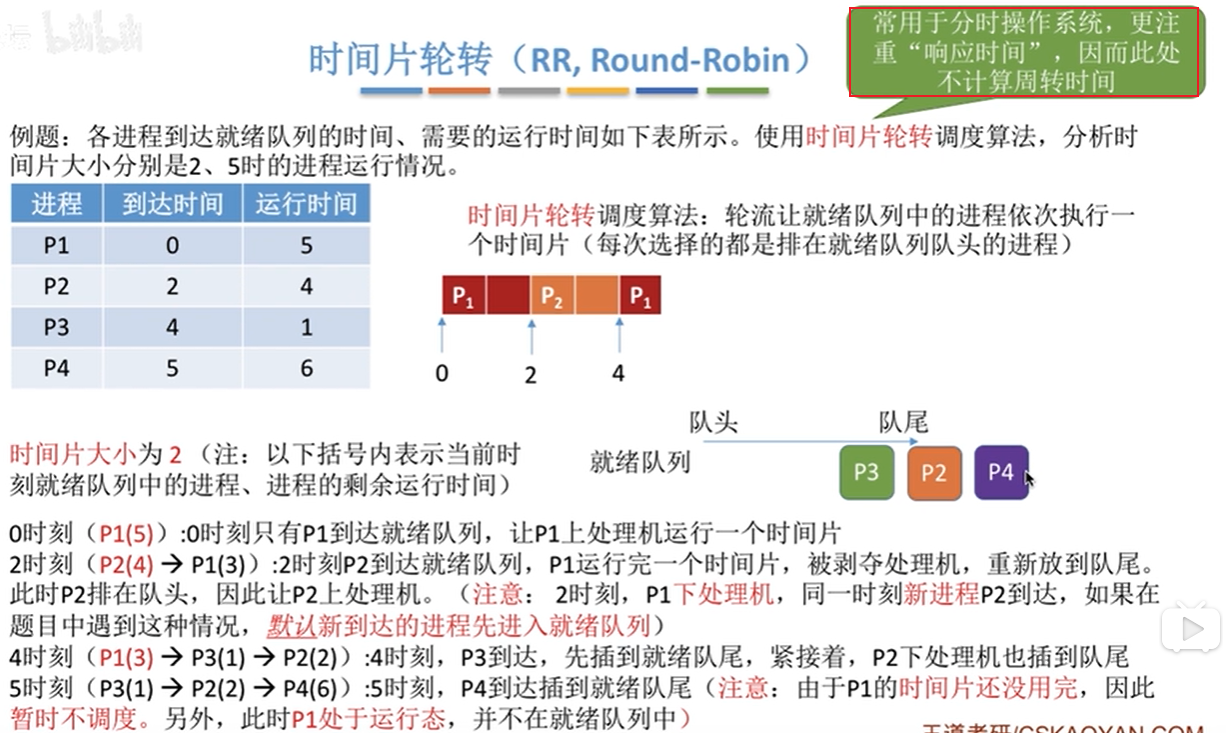 bilibili
常用于分时操作系统，更注
重“响应时间”，因而此处
不计算周转时间
时间片轮转（RR, Round-Robin）
例题：各进程到达就绪队列的时间、需要的运行时间如下表所示。使用时间片轮转调度算法，分析时
间片大小分别是2、5时的进程运行情况。
进程 到达时间 运行时间
P1 0 5
P2 2 4
P3 4 1
P4 5 6
时间片轮转调度算法：轮流让就绪队列中的进程依次执行一
个时间片（每次选择的都是排在就绪队列队头的进程）
P1 P2 P1
0 2 4
队头 队尾
就绪队列 P3 P2 P4
时间片大小为 2 （注：以下括号内表示当前时
刻就绪队列中的进程、进程的剩余运行时间）
0时刻（P1(5)）:0时刻只有P1到达就绪队列，让P1上处理机运行一个时间片
2时刻（P2(4) → P1(3)）:2时刻P2到达就绪队列，P1运行完一个时间片，被剥夺处理机，重新放到队尾。
此时P2排在队头，因此让P2上处理机。（注意： 2时刻，P1下处理机，同一时刻新进程P2到达，如果在
题目中遇到这种情况，默认新到达的进程先进入就绪队列）
4时刻（P1(3) → P3(1) → P2(2)）:4时刻，P3到达，先插到就绪队尾，紧接着，P2下处理机也插到队尾
5时刻（P3(1) → P2(2) → P4(6)）:5时刻，P4到达插到就绪队尾（注意：由于P1的时间片还没用完，因此
暂时不调度。另外，此时P1处于运行态，并不在就绪队列中）
王道考研/CSKAOYAN.COM